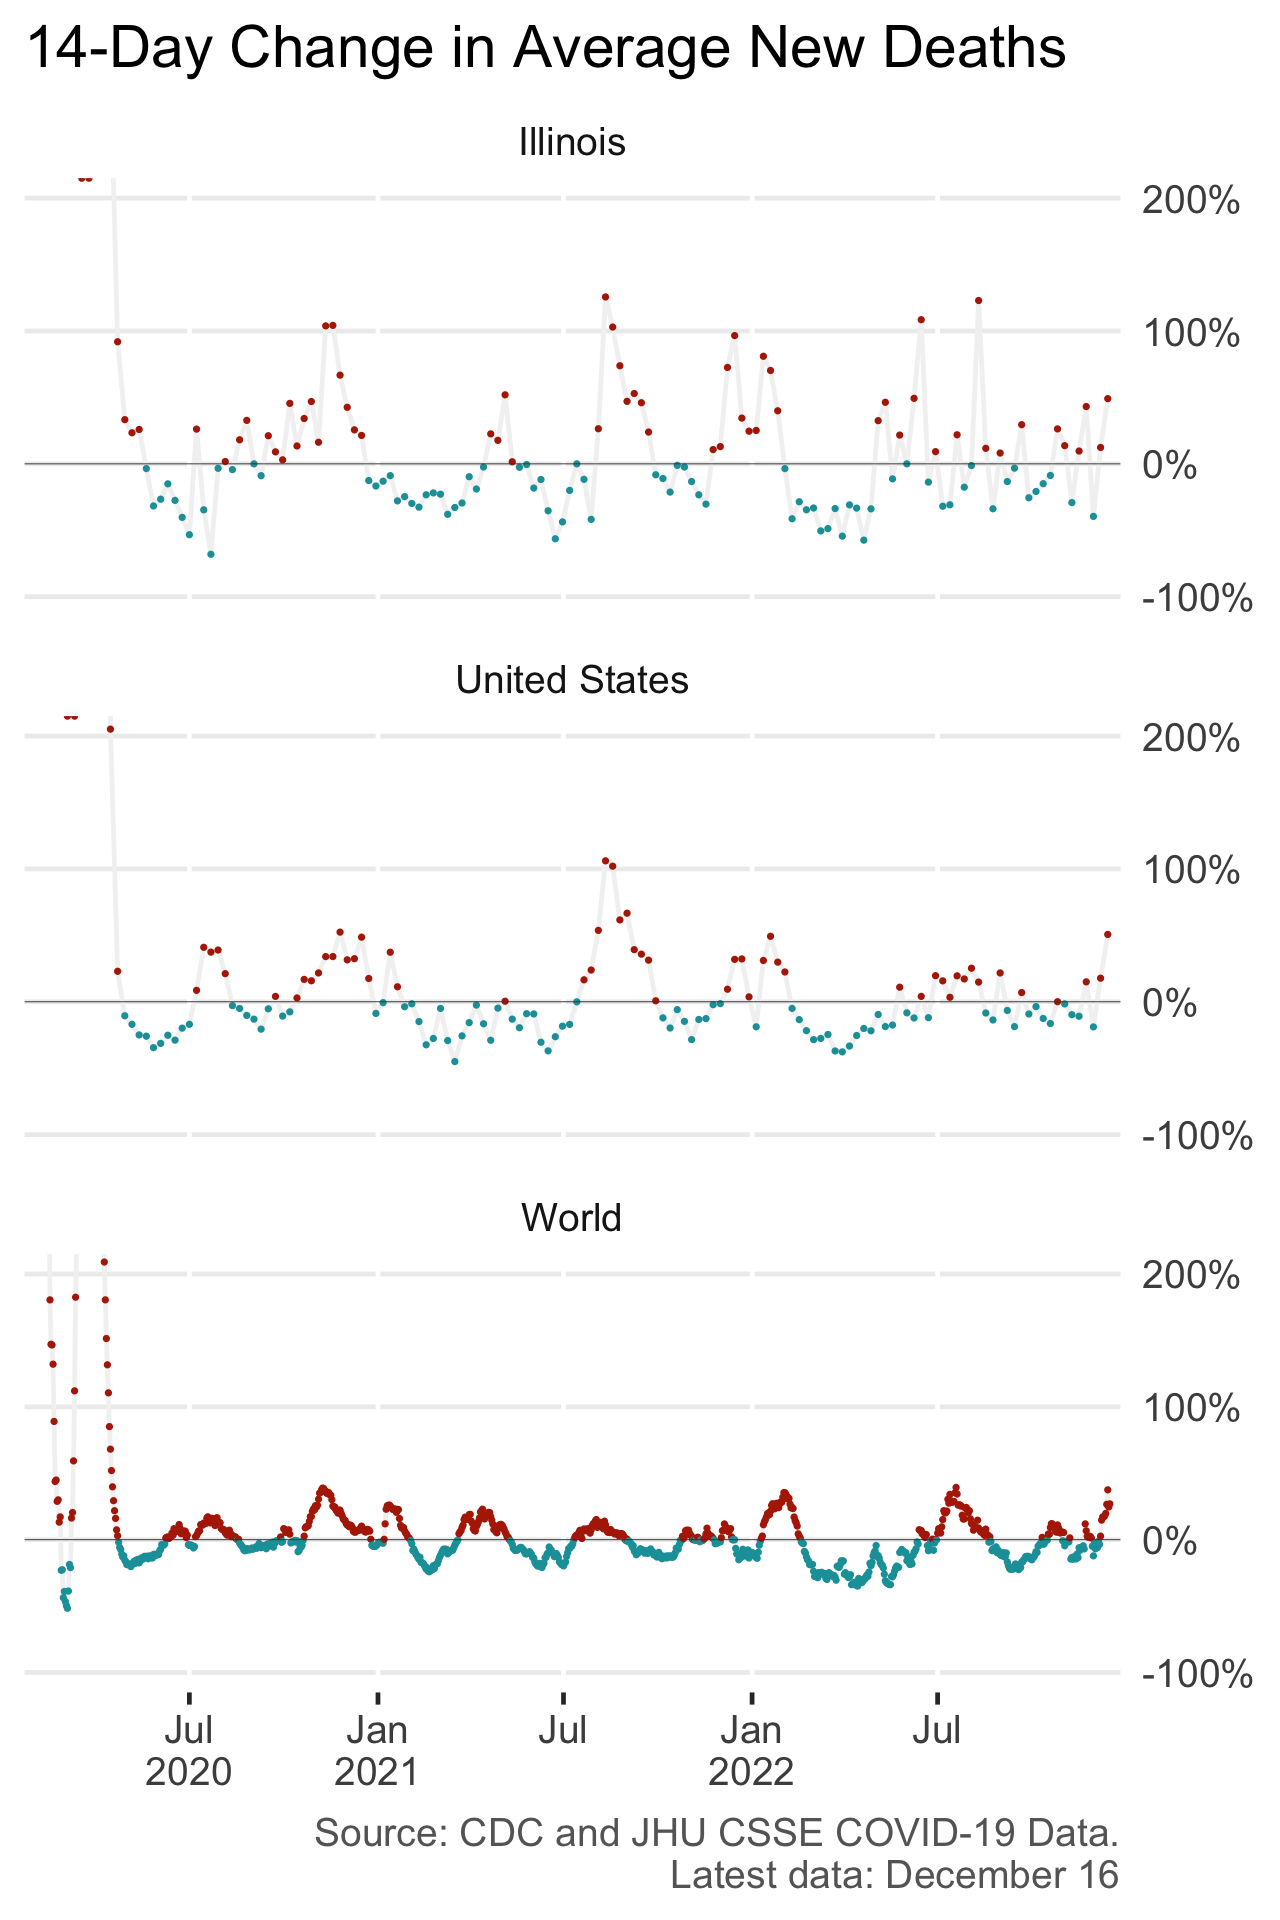 14-Day Change in Average New Deaths
Illinois
200%
100%
0%
-100%
United States
200%
100%
0%
-100%
World
200%
100%
0%
-100%
Jul Jan Jul Jan Jul
2020 2021 2022
Source: CDC and JHU CSSE COVID-19 Data.
Latest data: December 16